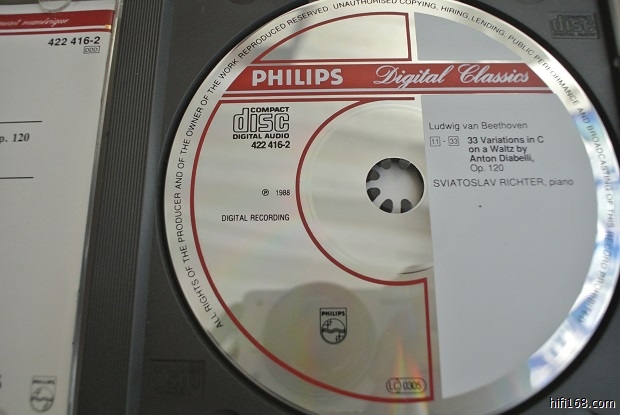 422 416-2
DDD
Op. 120
ALL RIGHTS OF THE PRODUCER AND OF THE OWNER OF THE WORK REPRODUCED RESERVED. UNAUTHORISED COPYING, HIRING, LENDING, PUBLIC PERFORMANCE AND BROADCASTING OF THIS RECORD PROHIBITED
PHILIPS Digital Classics
COMPACT
disc
DIGITAL AUDIO
422 416-2
Ludwig van Beethoven
11 - 33 33 Variations in C
on a Waltz by
Anton Diabelli,
Op. 120
SVIATOSLAV RICHTER, piano
℗ 1988
DIGITAL RECORDING
PHILIPS
LC 0305
hifi168.com